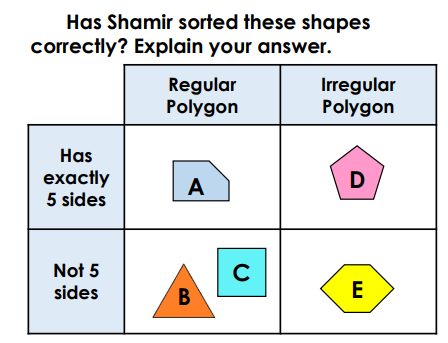 Has Shamir sorted these shapes
correctly? Explain your answer.
Regular
Polygon
Irregular
Polygon
Has
exactly
5 sides
A
D
Not 5
sides
B
C
E